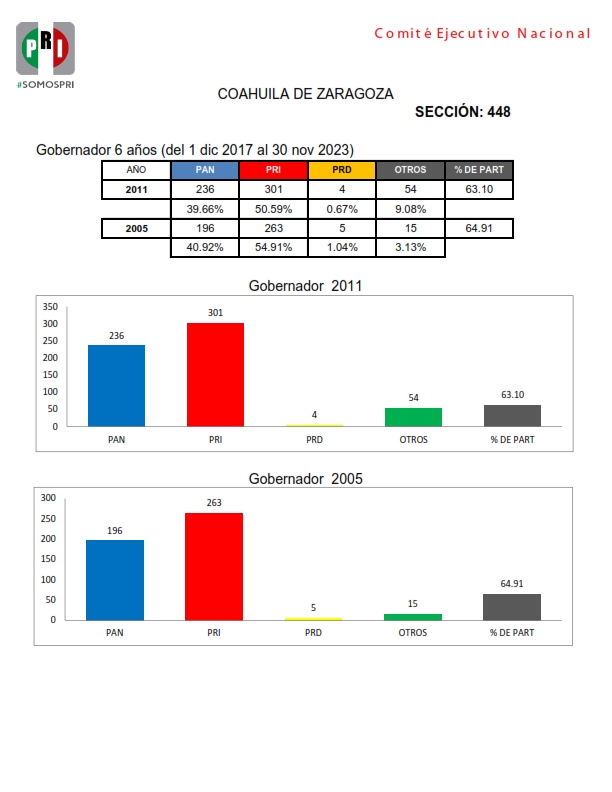 PRI
#SOMOSPRI
Comité Ejecutivo Nacional
COAHUILA DE ZARAGOZA
SECCIÓN: 448
Gobernador 6 años (del 1 dic 2017 al 30 nov 2023)
AÑO PAN PRI PRD OTROS % DE PART
2011 236 301 4 54 63.10
39.66% 50.59% 0.67% 9.08%
2005 196 263 5 15 64.91
40.92% 54.91% 1.04% 3.13%
Gobernador 2011
350
300
250
200
150
100
50
0
236
301
4
54
63.10
PAN PRI PRD OTROS % DE PART
Gobernador 2005
300
250
200
150
100
50
0
196
263
5
15
64.91
PAN PRI PRD OTROS % DE PART